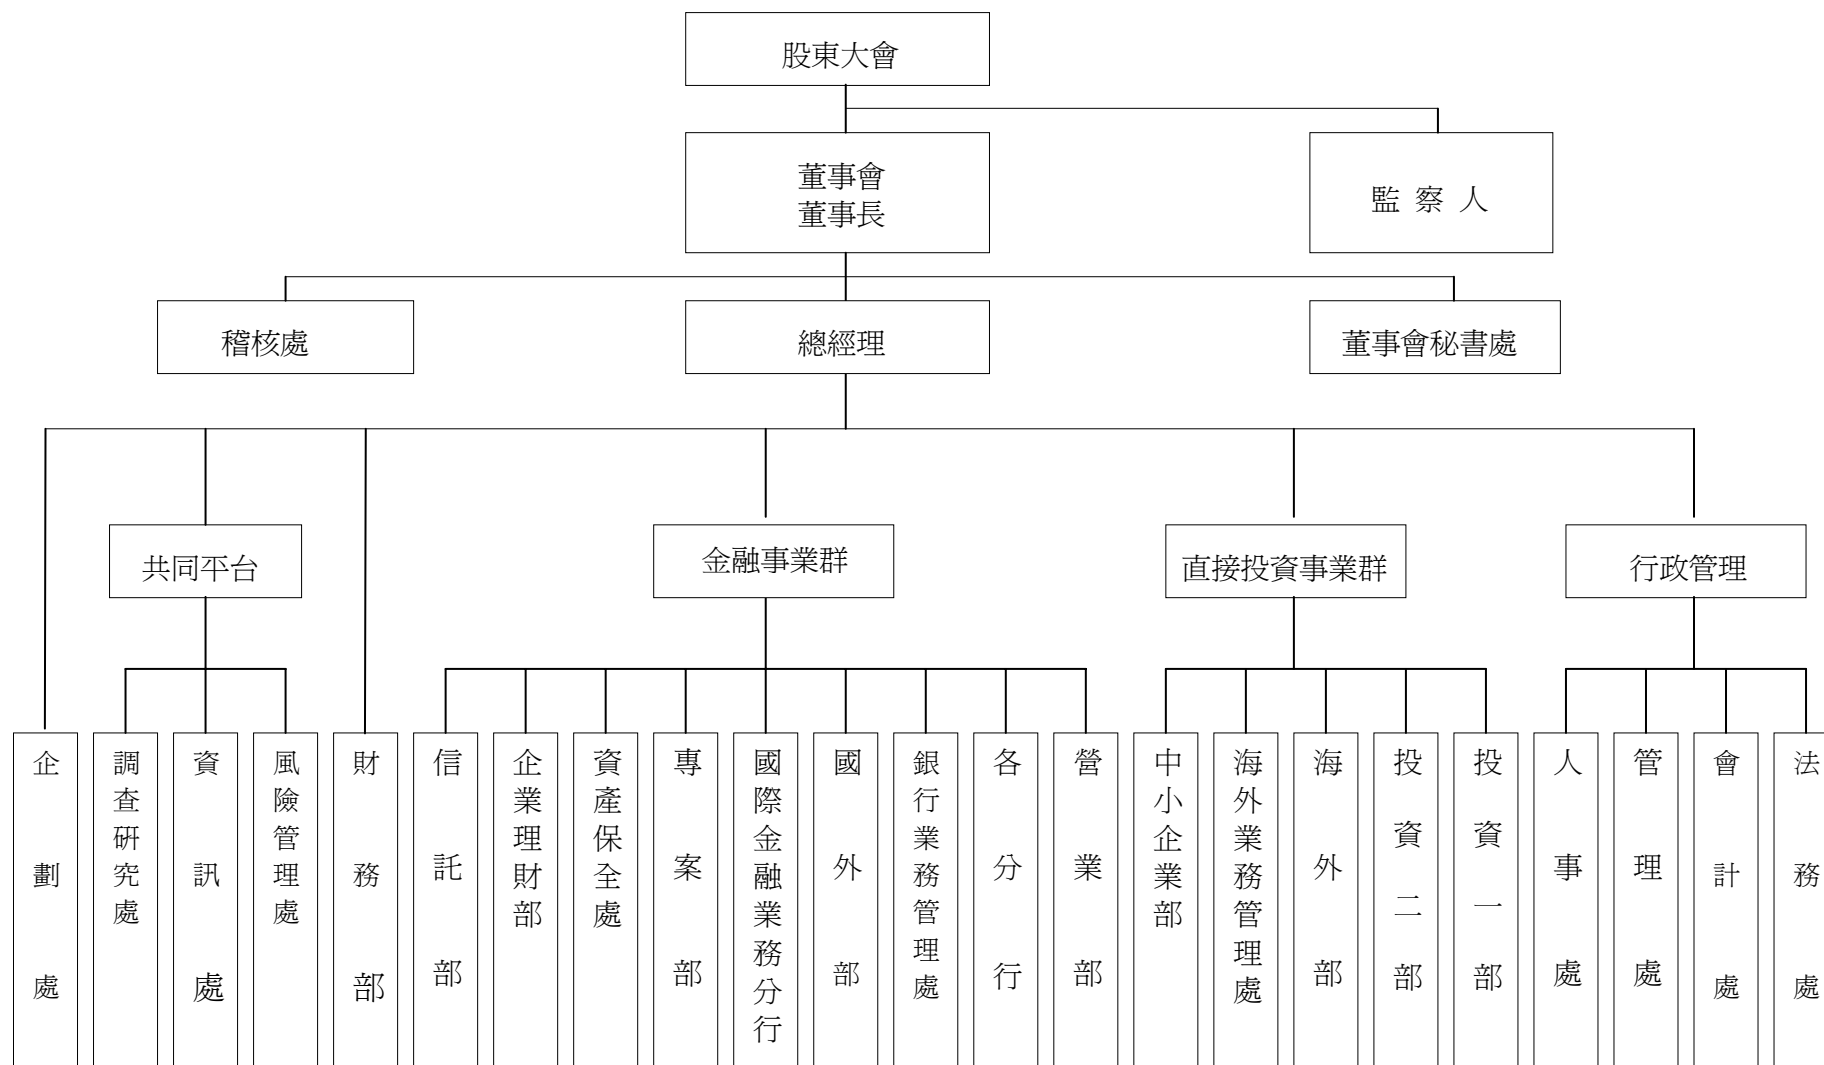 股東大會
董事會
董事長
監 察 人
稽核處
總經理
董事會秘書處
共同平台
金融事業群
直接投資事業群
行政管理
企劃處
調查研究處
資訊處
風險管理處
財務部
信託部
企業理財部
資產保全處
專案部
國際金融業務分行
國外部
銀行業務管理處
各分行
營業部
中小企業部
海外業務管理處
海外部
投資二部
投資一部
人事處
管理處
會計處
法務處